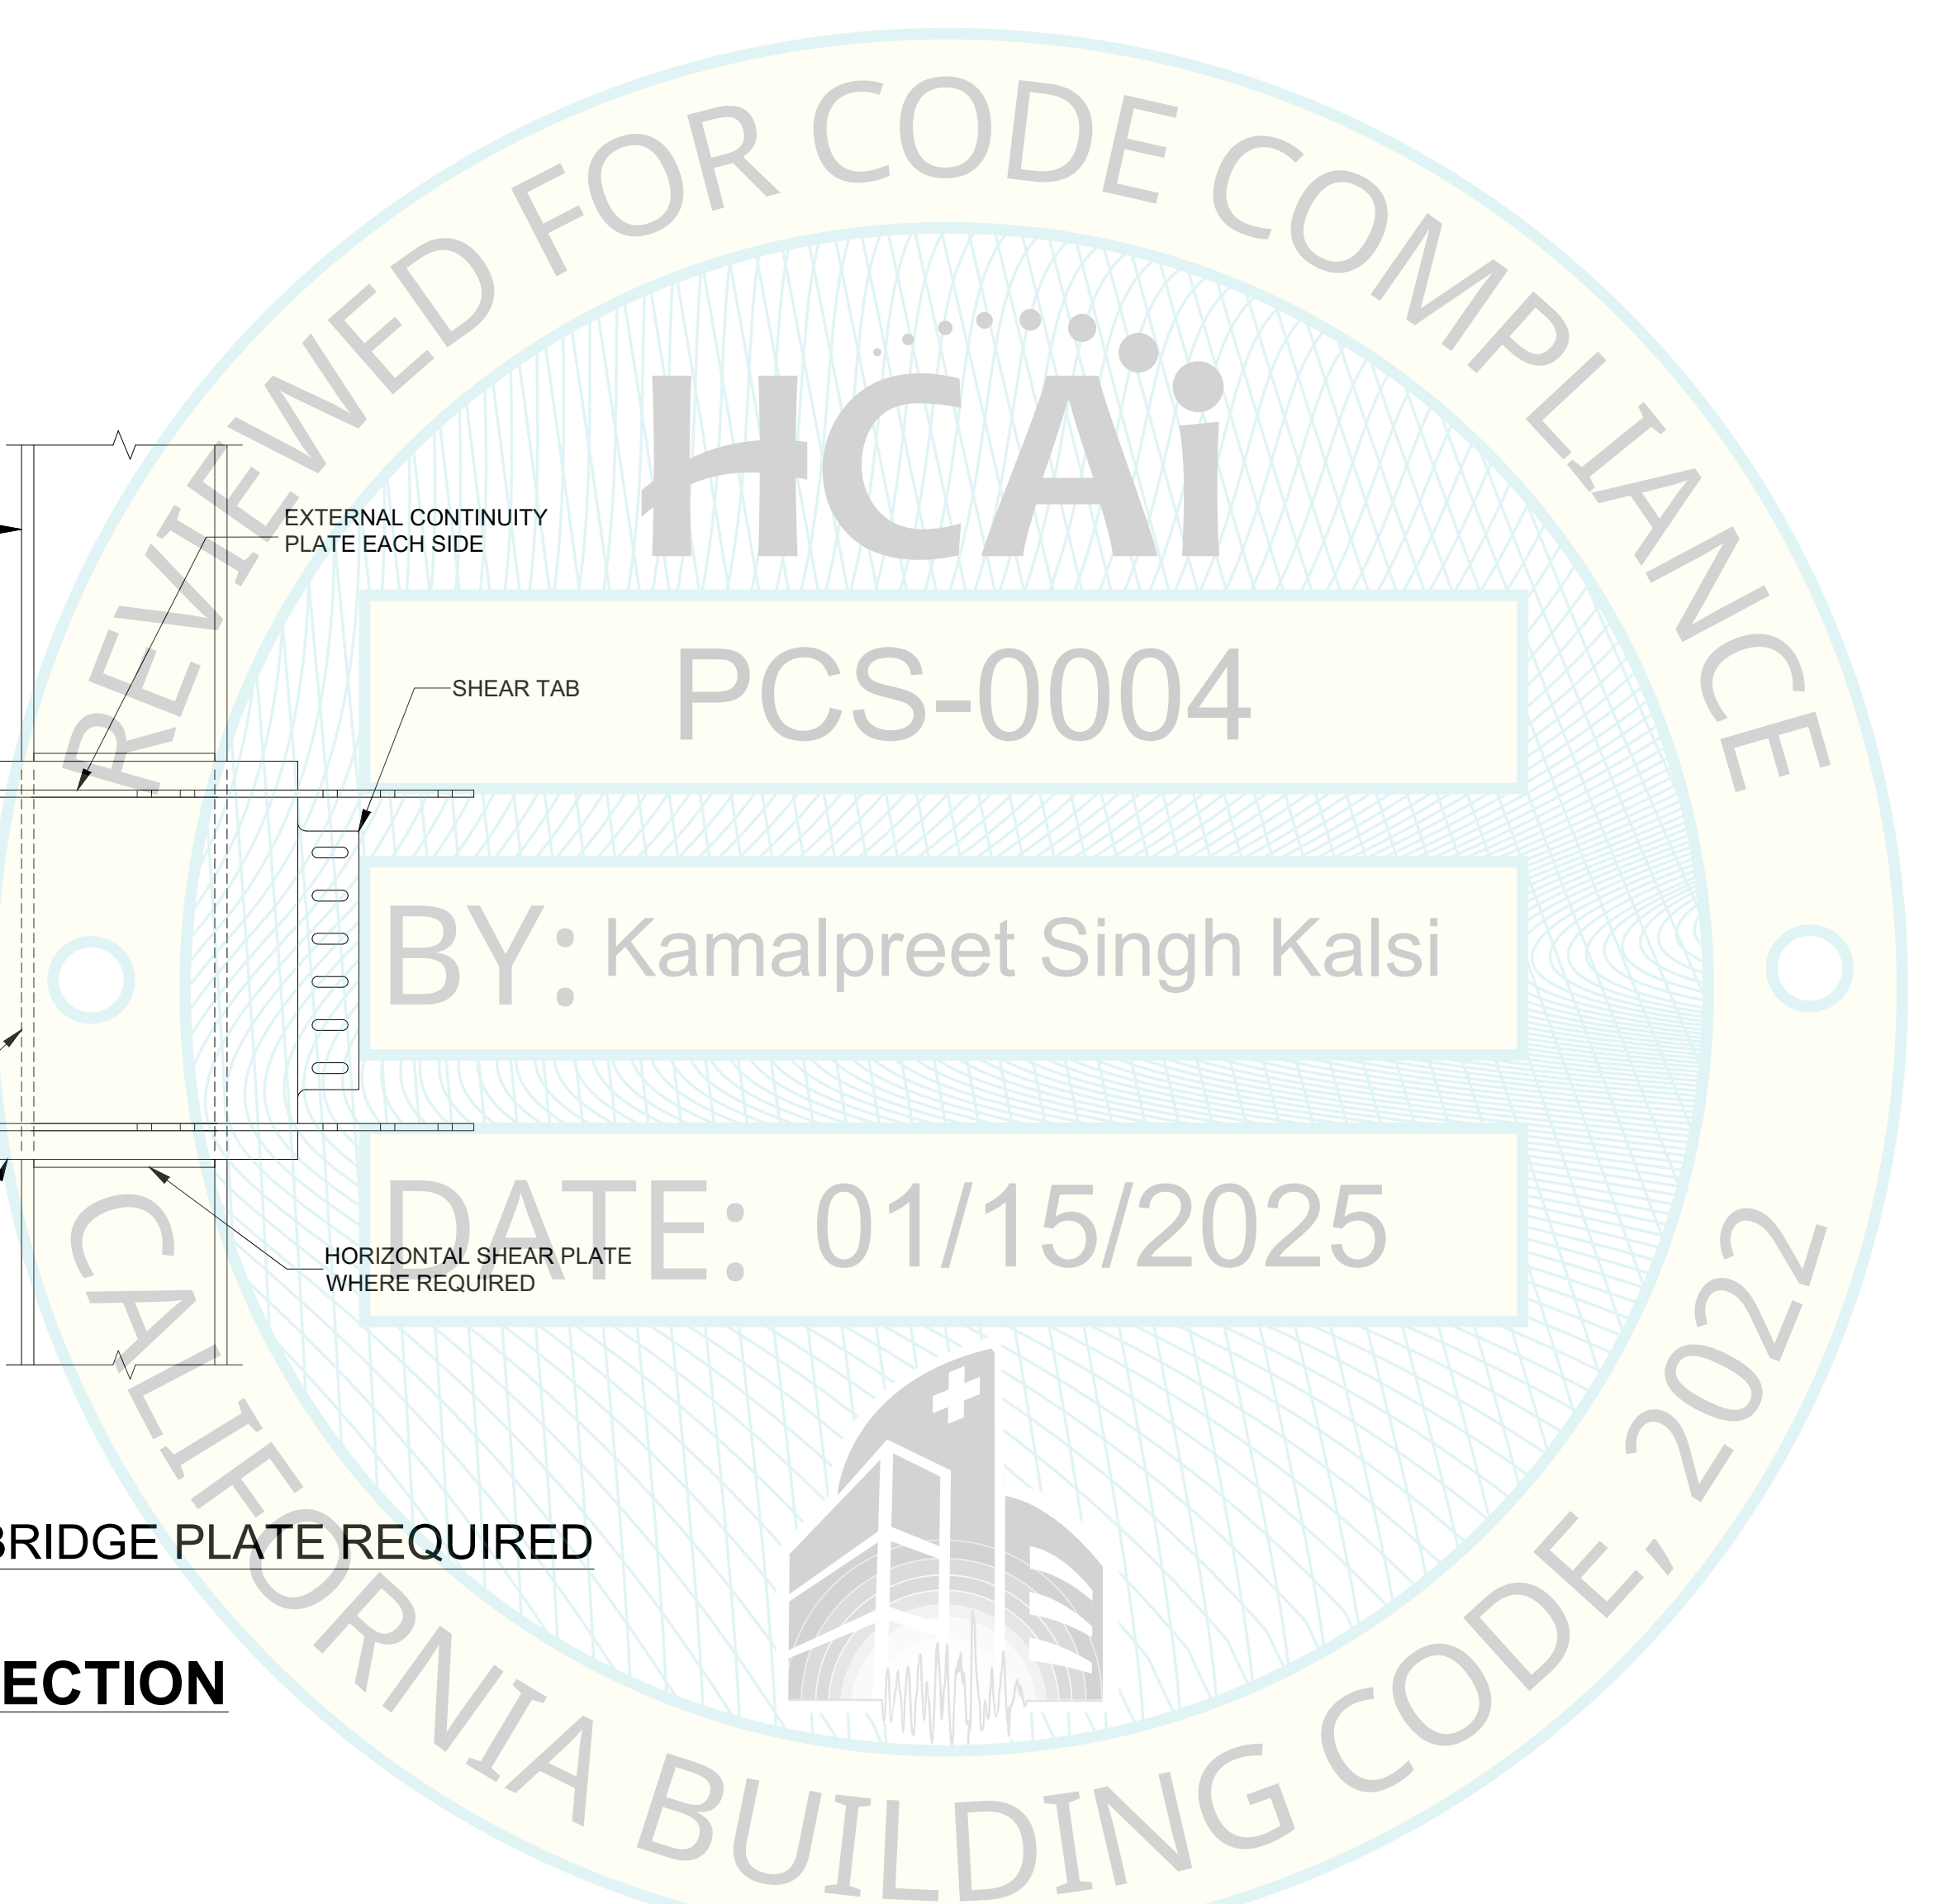 REVIEWED FOR CODE COMPLIANCE
HCAi
EXTERNAL CONTINUITY
PLATE EACH SIDE
PCS-0004
SHEAR TAB
BY: Kamalpreet Singh Kalsi
DATE: 01/15/2025
HORIZONTAL SHEAR PLATE
WHERE REQUIRED
BRIDGE PLATE REQUIRED
ECTION
CALIFORNIA BUILDING CODE, 2022